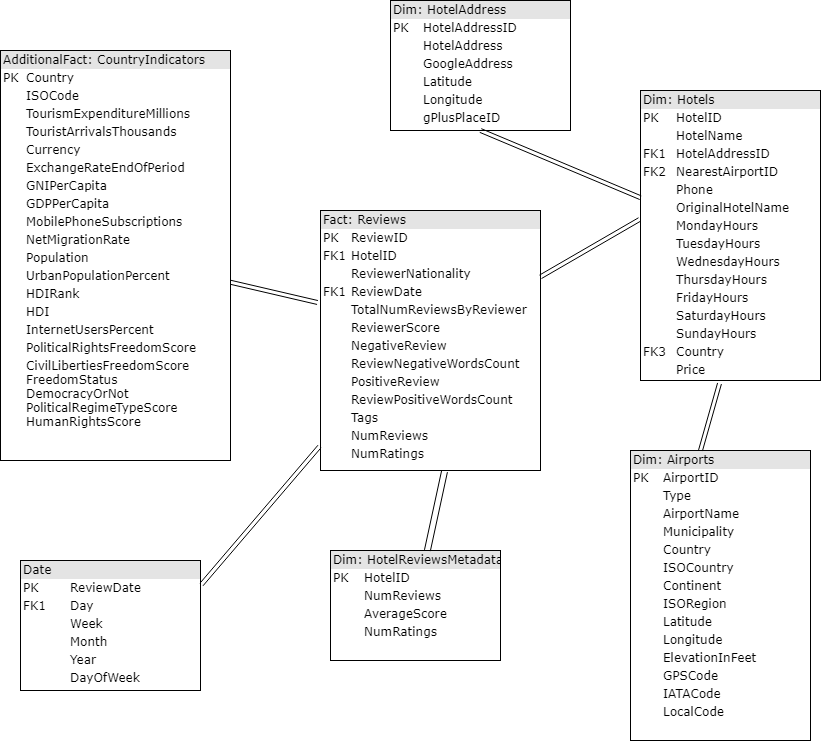 Dim: HotelAddress
PK HotelAddressID
HotelAddress
GoogleAddress
Latitude
Longitude
gPlusPlaceID
AdditionalFact: CountryIndicators
PK Country
ISOCode
TourismExpenditureMillions
TouristArrivalsThousands
Currency
ExchangeRateEndOfPeriod
GNIPerCapita
GDPPerCapita
MobilePhoneSubscriptions
NetMigrationRate
Population
UrbanPopulationPercent
HDIRank
HDI
InternetUsersPercent
PoliticalRightsFreedomScore
CivilLibertiesFreedomScore
FreedomStatus
DemocracyOrNot
PoliticalRegimeTypeScore
HumanRightsScore
Dim: Hotels
PK HotelID
HotelName
FK1 HotelAddressID
FK2 NearestAirportID
Phone
OriginalHotelName
MondayHours
TuesdayHours
WednesdayHours
ThursdayHours
FridayHours
SaturdayHours
SundayHours
FK3 Country
Price
Fact: Reviews
PK ReviewID
FK1 HotelID
ReviewerNationality
FK1 ReviewDate
TotalNumReviewsByReviewer
ReviewerScore
NegativeReview
ReviewNegativeWordsCount
PositiveReview
ReviewPositiveWordsCount
Tags
NumReviews
NumRatings
Dim: Airports
PK AirportID
Type
AirportName
Municipality
Country
ISOCountry
Continent
ISORegion
Latitude
Longitude
ElevationInFeet
GPSCode
IATACode
LocalCode
Dim: HotelReviewsMetadata
PK HotelID
NumReviews
AverageScore
NumRatings
Date
PK ReviewDate
FK1 Day
Week
Month
Year
DayOfWeek